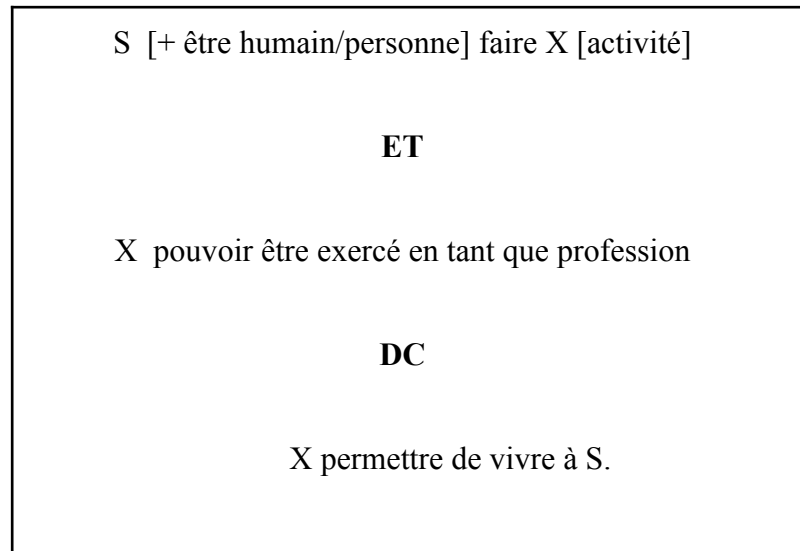 S [+ être humain/personne] faire X [activité]
ET
X pouvoir être exercé en tant que profession
DC
X permettre de vivre à S.